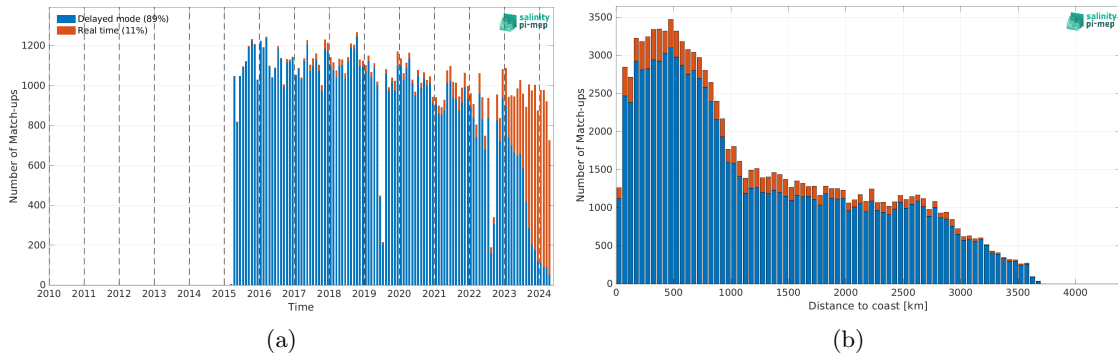 Delayed mode (89%)
Real time (11%)
salinity
pi-mep
1200
1000
800
600
400
200
0
Number of Match-ups
2010 2011 2012 2013 2014 2015 2016 2017 2018 2019 2020 2021 2022 2023 2024
Time
(a)
salinity
pi-mep
3500
3000
2500
2000
1500
1000
500
0
Number of Match-ups
0 500 1000 1500 2000 2500 3000 3500 4000
Distance to coast [km]
(b)